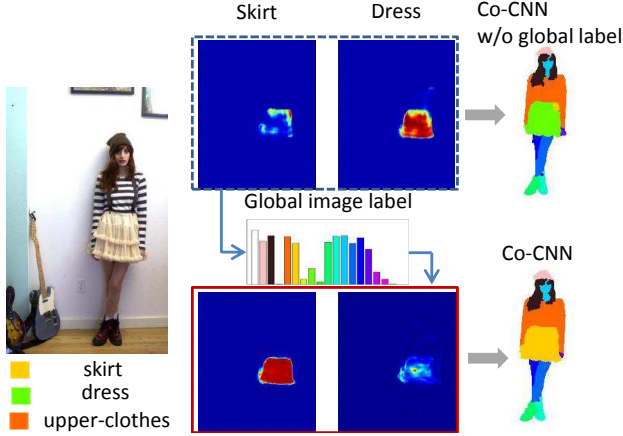 Skirt
Dress
Co-CNN
w/o global label
Global image label
Co-CNN
skirt
dress
upper-clothes